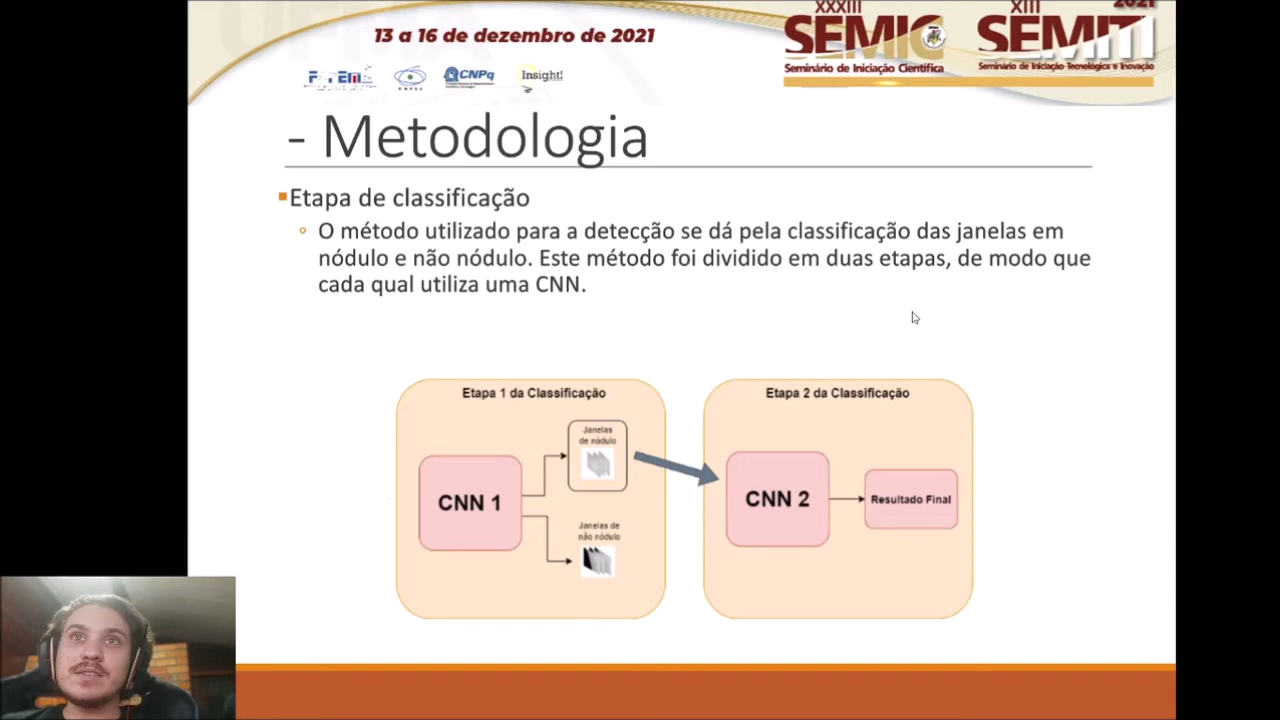 13 a 16 de dezembro de 2021
XXXIII
SEMIC
Seminário de Iniciação Científica
XIII
2021
SEMITI
Seminário de Iniciação Tecnológica e Inovação
CNPq
Insight!
- Metodologia
Etapa de classificação
O método utilizado para a detecção se dá pela classificação das janelas em
nódulo e não nódulo. Este método foi dividido em duas etapas, de modo que
cada qual utiliza uma CNN.
Etapa 1 da Classificação
CNN 1
Janelas
de nódulo
Janelas de
não nódulo
Etapa 2 da Classificação
CNN 2
Resultado Final